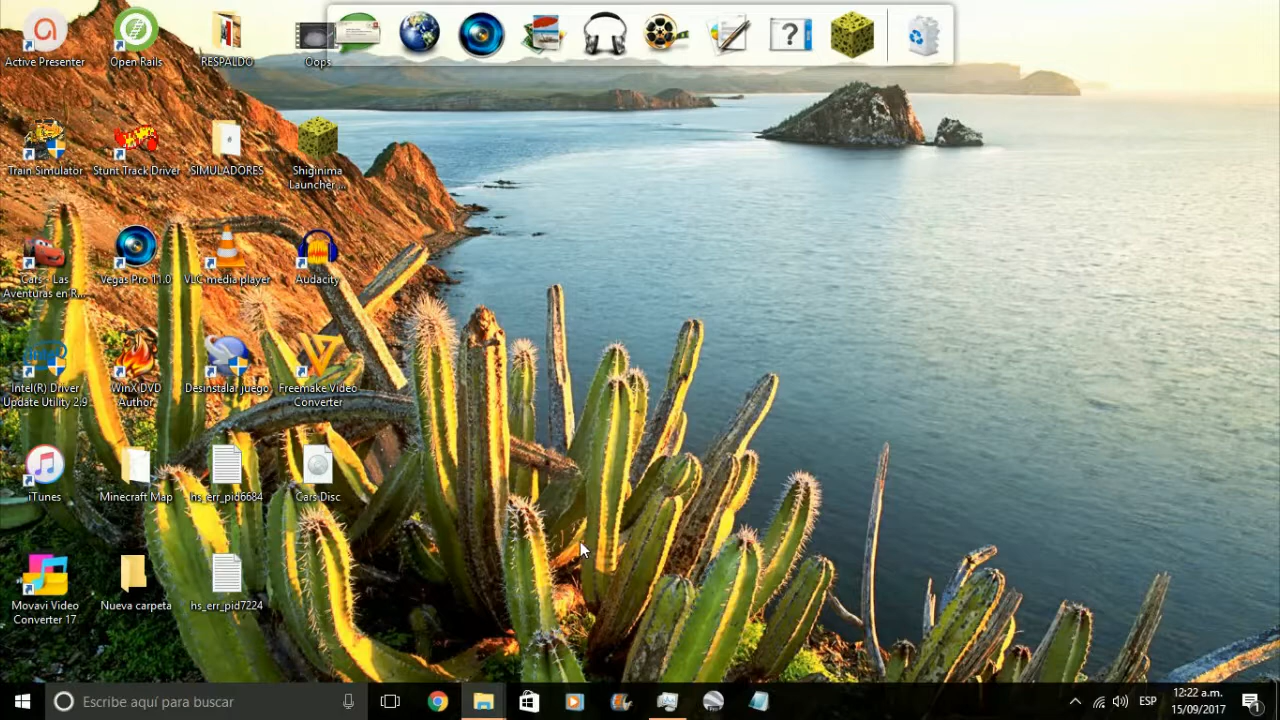 Active Presenter
Open Rails
RESPALDO
Oops
Train Simulator
Stunt Track Driver
SIMULADORES
Shiginima
Launcher ...
Cars - Las
Aventuras en R...
Vegas Pro 11.0
VLC media player
Audacity
Intel(R) Driver
Update Utility 2.9
WinX DVD
Author
Desinstalar juego
Freemake Video
Converter
iTunes
Minecraft Map
hs_err_pid6684
Cars Disc
Movavi Video
Converter 17
Nueva carpeta
hs_err_pid7224
Escribe aquí para buscar
ESP
12:22 a.m.
15/09/2017
1